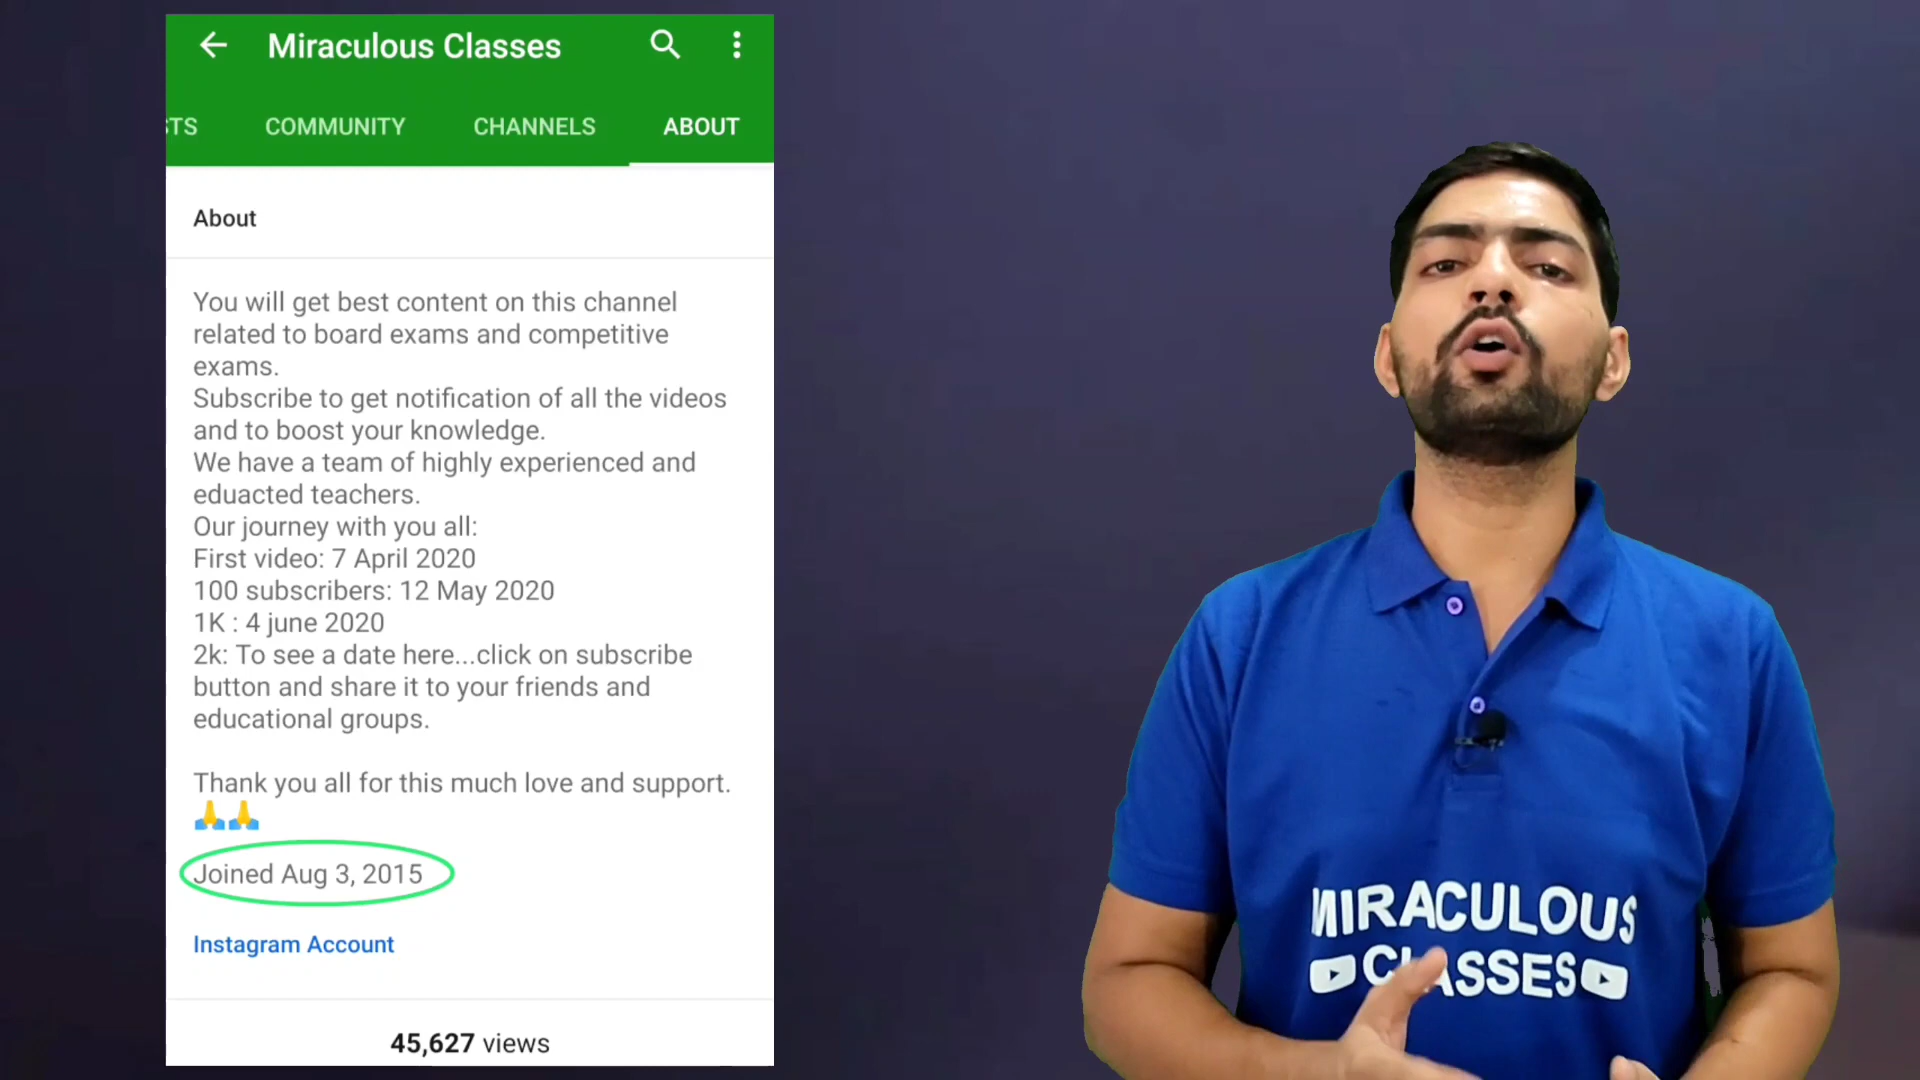 Miraculous Classes
STS COMMUNITY CHANNELS ABOUT
About
You will get best content on this channel
related to board exams and competitive
exams.
Subscribe to get notification of all the videos
and to boost your knowledge.
We have a team of highly experienced and
eduacted teachers.
Our journey with you all:
First video: 7 April 2020
100 subscribers: 12 May 2020
1K : 4 june 2020
2k: To see a date here...click on subscribe
button and share it to your friends and
educational groups.
Thank you all for this much love and support.
🙏🙏
Joined Aug 3, 2015
Instagram Account
45,627 views
MIRACULOUS
CLASSES